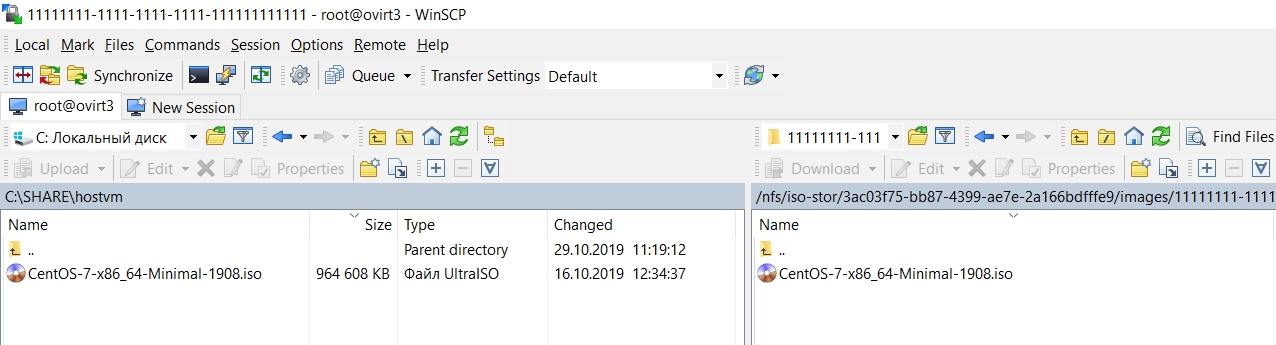 11111111-1111-1111-1111-111111111111 - root@ovirt3 - WinSCP
Local Mark Files Commands Session Options Remote Help
Synchronize Queue Transfer Settings Default
root@ovirt3 New Session
C: Локальный диск 11111111-111 Find Files
Upload Edit Properties Download Edit Properties
C:\SHARE\hostvm /nfs/iso-stor/3ac03f75-bb87-4399-ae7e-2a166bdfffe9/images/11111111-1111
Name Size Type Changed Name
.. Parent directory 29.10.2019 11:19:12 ..
CentOS-7-x86_64-Minimal-1908.iso 964 608 KB Файл UltraISO 16.10.2019 12:34:37 CentOS-7-x86_64-Minimal-1908.iso